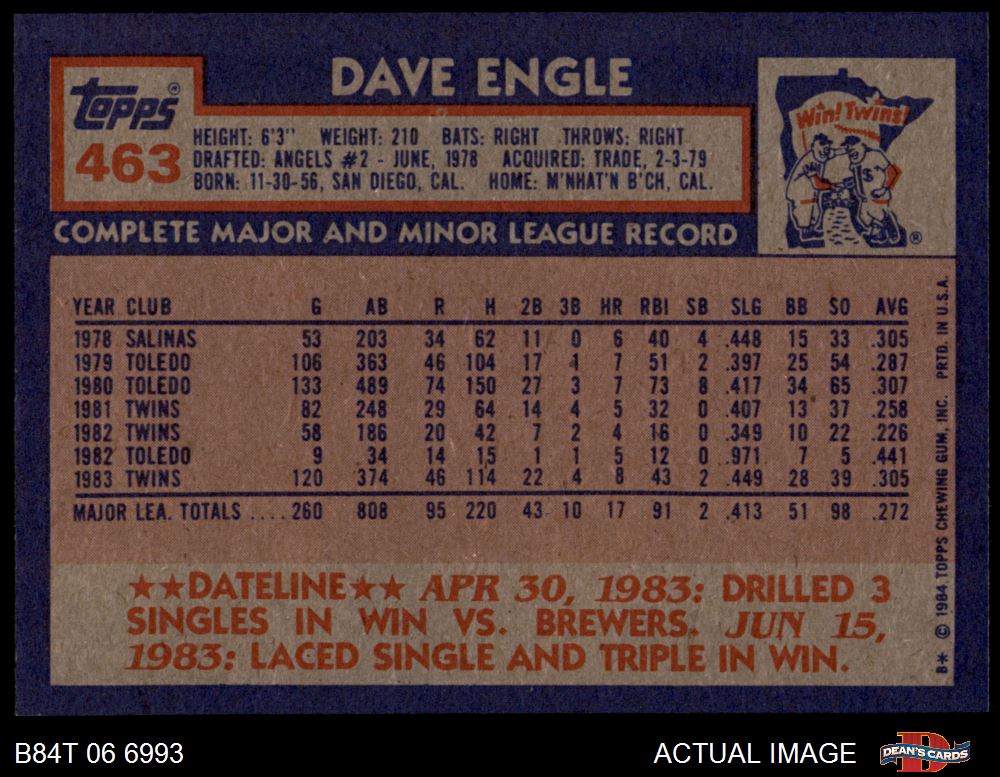 DAVE ENGLE
Topps®
463
HEIGHT: 6'3" WEIGHT: 210 BATS: RIGHT THROWS: RIGHT
DRAFTED: ANGELS #2 - JUNE, 1978 ACQUIRED: TRADE, 2-3-79
BORN: 11-30-56, SAN DIEGO, CAL. HOME: M'NHAT'N B'CH, CAL.
Win! Twins!
®
COMPLETE MAJOR AND MINOR LEAGUE RECORD
YEAR CLUB G AB R H 2B 3B HR RBI SB SLG BB SO AVG
1978 SALINAS 53 203 34 62 11 0 6 40 4 .448 15 33 .305
1979 TOLEDO 106 363 46 104 17 1 7 51 2 .397 25 54 .287
1980 TOLEDO 133 489 74 150 27 3 7 73 8 .417 34 65 .307
1981 TWINS 82 248 29 64 14 4 5 32 0 .407 13 37 .258
1982 TWINS 58 186 20 42 7 2 4 16 0 .349 10 22 .226
1982 TOLEDO 9 34 14 15 1 1 5 12 0 .971 7 5 .441
1983 TWINS 120 374 46 114 22 4 8 43 2 .449 28 39 .305
MAJOR LEA. TOTALS .... 260 808 95 220 43 10 17 91 2 .413 51 98 .272
★★DATELINE★★ APR 30, 1983: DRILLED 3
SINGLES IN WIN VS. BREWERS. JUN 15,
1983: LACED SINGLE AND TRIPLE IN WIN.
B* © 1984 TOPPS CHEWING GUM, INC. PRTD. IN U.S.A.
B84T 06 6993
ACTUAL IMAGE
DEAN'S CARDS